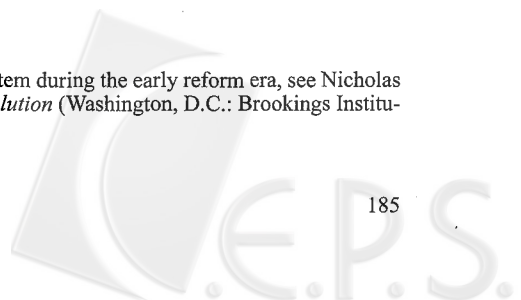 tem during the early reform era, see Nicholas
lution (Washington, D.C.: Brookings Institu-
185
C.E.P.S.